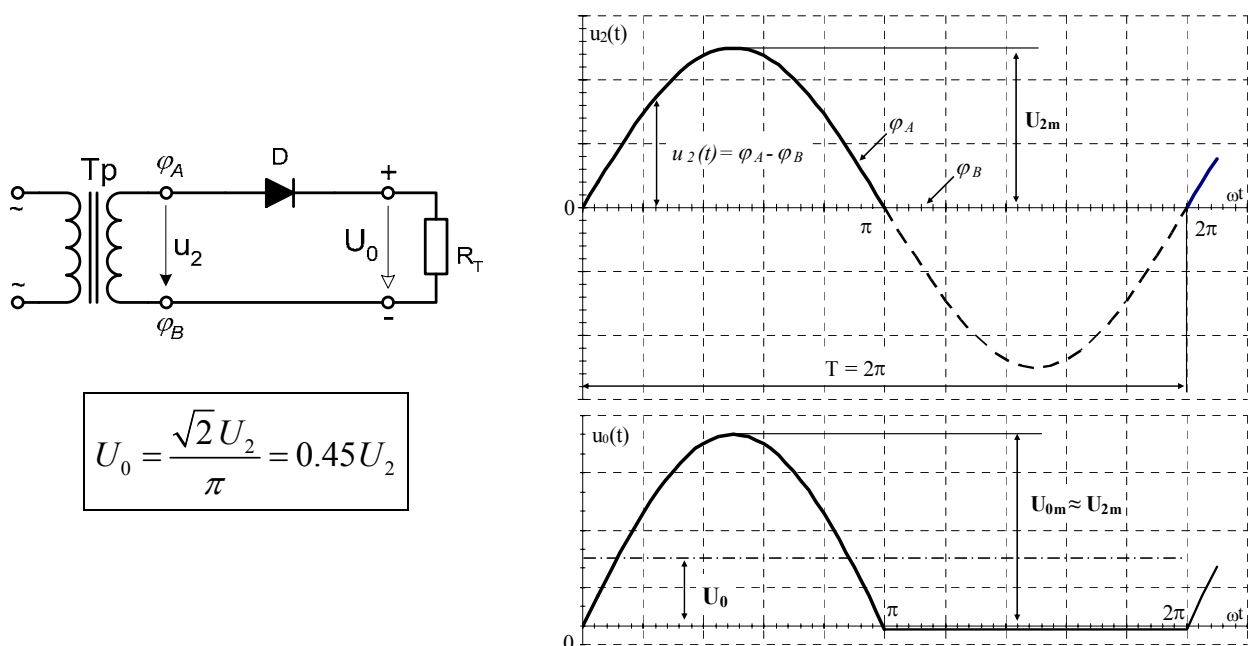 Tp
φA
D
+
~
u2
U0
RT
~
φB
-
U0 = √2 U2 / π = 0.45U2
u2(t)
U2m
φA
u2(t) = φA - φB
φB
0
π
2π
ωt
T = 2π
u0(t)
U0m ≈ U2m
U0
π
2π
ωt
0